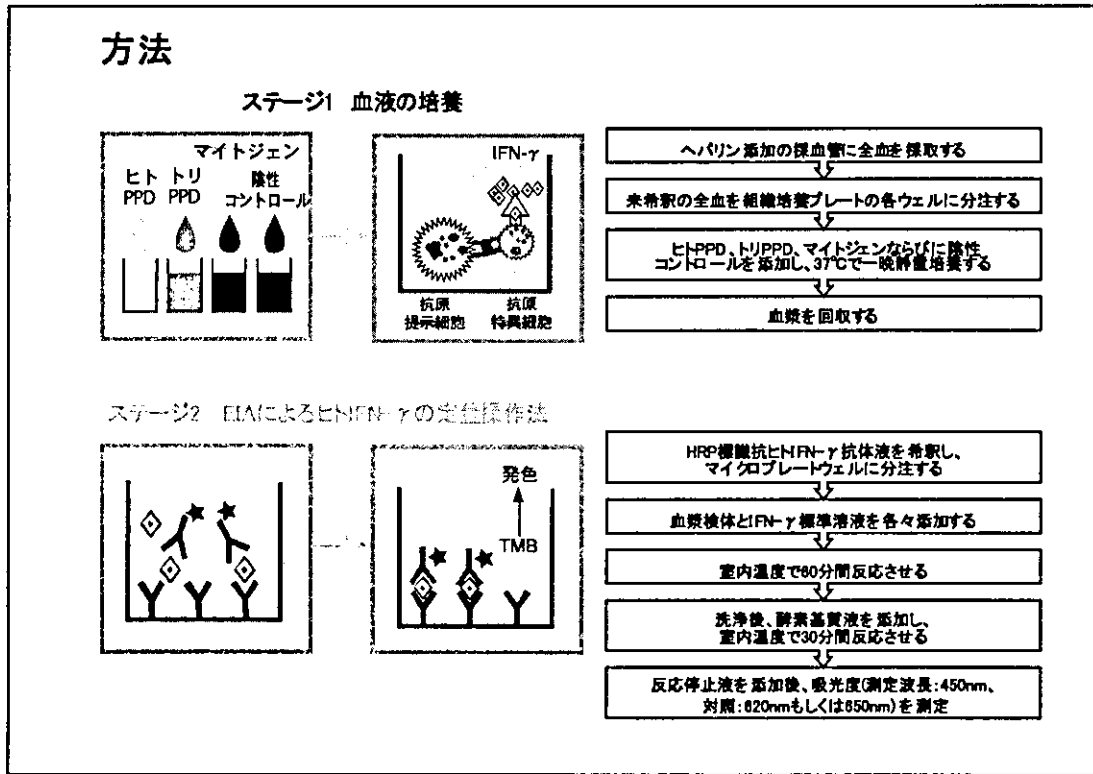 方法
ステージ1 血液の培養
マイトジェン
ヒト トリ 陰性
PPD PPD コントロール
IFN-γ
抗原 抗原
提示細胞 特異細胞
ヘパリン添加の採血管に全血を採取する
未希釈の全血を組織培養プレートの各ウェルに分注する
ヒトPPD、トリPPD、マイトジェンならびに陰性
コントロールを添加し、37℃で一晩静置培養する
血漿を回収する
ステージ2 EIAによるヒトIFN-γの定量操作法
発色
TMB
HRP標識抗ヒトIFN-γ抗体液を希釈し、
マイクロプレートウェルに分注する
血漿検体とIFN-γ標準溶液を各々添加する
室内温度で60分間反応させる
洗浄後、酵素基質液を添加し、
室内温度で30分間反応させる
反応停止液を添加後、吸光度(測定波長:450nm、
対照:620nmもしくは650nm)を測定